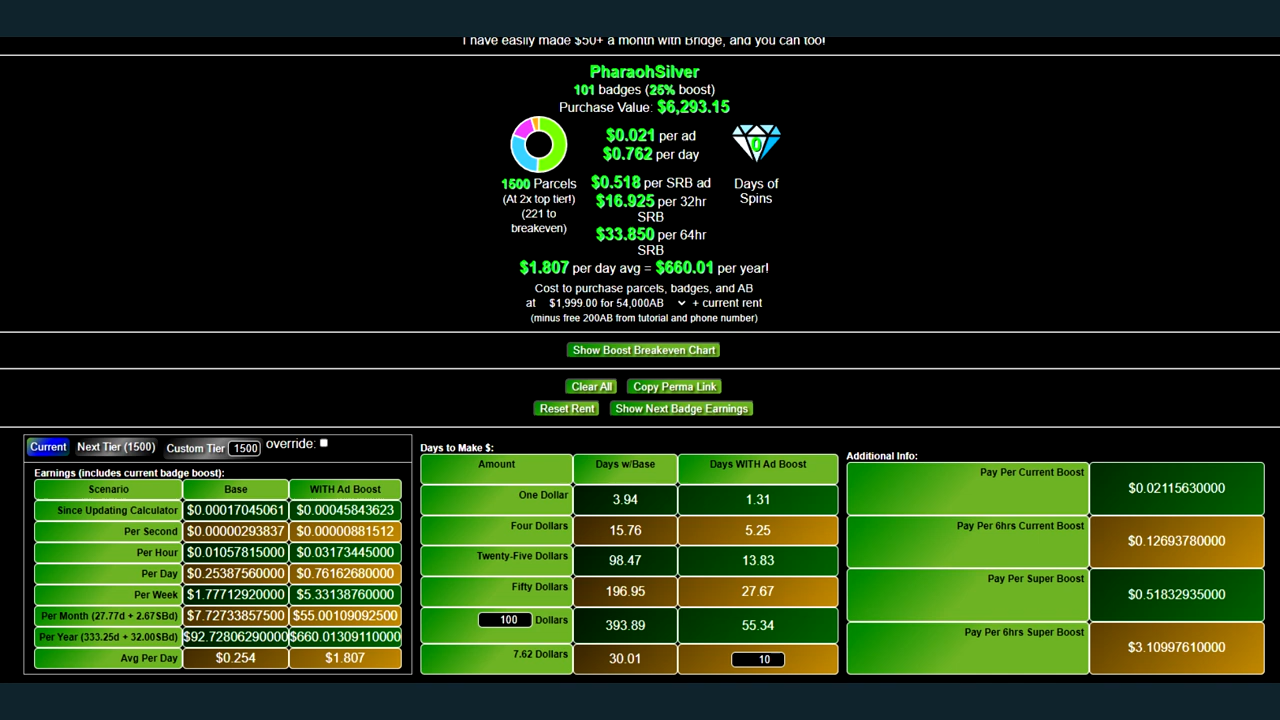 I have easily made $50+ a month with Bridge, and you can too!
PharaohSilver
101 badges (25% boost)
Purchase Value: $6,293.15
$0.021 per ad
$0.762 per day
0
1500 Parcels
(At 2x top tier!)
(221 to
breakeven)
$0.518 per SRB ad
$16.925 per 32hr
SRB
$33.850 per 64hr
SRB
Days of
Spins
$1.807 per day avg = $660.01 per year!
Cost to purchase parcels, badges, and AB
at $1,999.00 for 54,000AB + current rent
(minus free 200AB from tutorial and phone number)
Show Boost Breakeven Chart
Clear All Copy Perma Link
Reset Rent Show Next Badge Earnings
Current Next Tier (1500) Custom Tier 1500 override:
Earnings (includes current badge boost):
Scenario Base WITH Ad Boost
Since Updating Calculator $0.00017045061 $0.00045843623
Per Second $0.00000293837 $0.00000881512
Per Hour $0.01057815000 $0.03173445000
Per Day $0.25387560000 $0.76162680000
Per Week $1.77712920000 $5.33138760000
Per Month (27.77d + 2.67SBd) $7.72733857500 $55.00109092500
Per Year (333.25d + 32.00SBd) $92.72806290000 $660.01309110000
Avg Per Day $0.254 $1.807
Days to Make $:
Amount Days w/Base Days WITH Ad Boost
One Dollar 3.94 1.31
Four Dollars 15.76 5.25
Twenty-Five Dollars 98.47 13.83
Fifty Dollars 196.95 27.67
100 Dollars 393.89 55.34
7.62 Dollars 30.01 10
Additional Info:
Pay Per Current Boost $0.02115630000
Pay Per 6hrs Current Boost $0.12693780000
Pay Per Super Boost $0.51832935000
Pay Per 6hrs Super Boost $3.10997610000